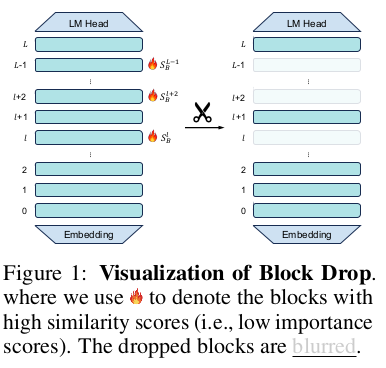 LM Head LM Head
L L
L-1 S_B^{L-1} L-1
⋮ ⋮
l+2 S_B^{l+2} l+2
l+1 l+1
l S_B^l l
⋮ ⋮
2 2
1 1
0 0
Embedding Embedding
Figure 1: Visualization of Block Drop.
where we use 🔥 to denote the blocks with
high similarity scores (i.e., low importance
scores). The dropped blocks are blurred.